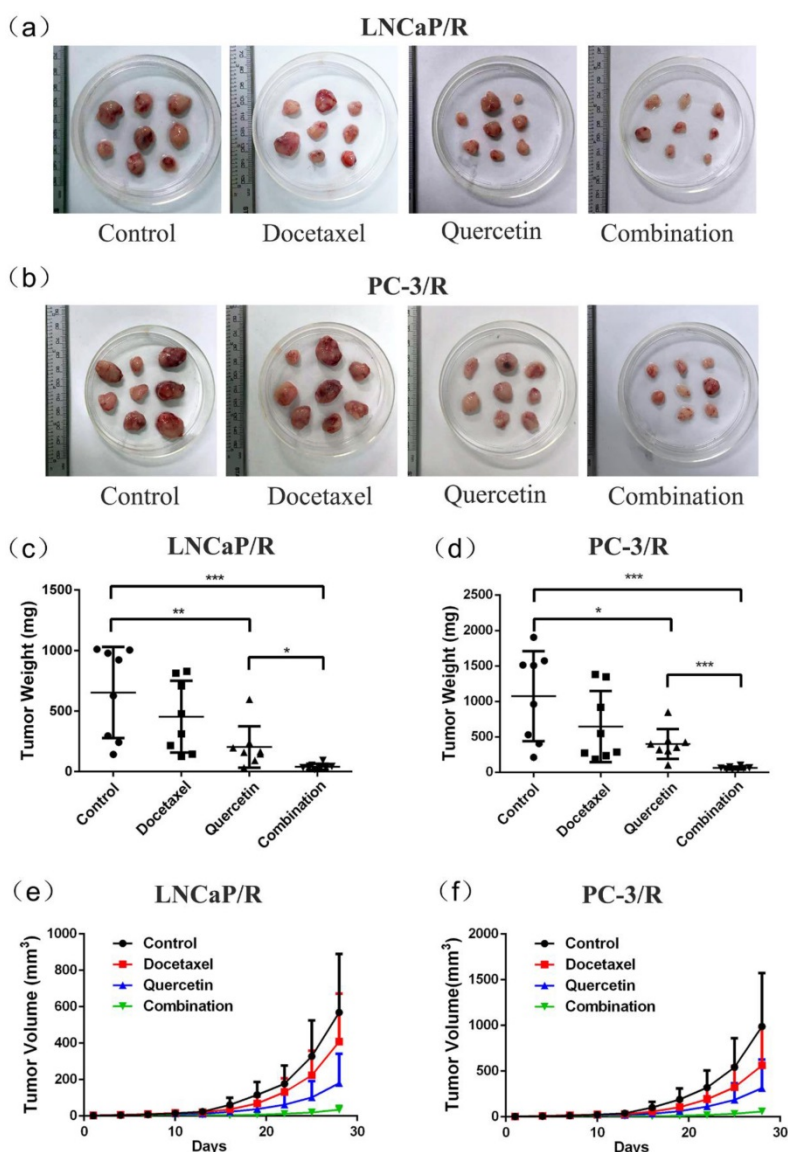 (a)
LNCaP/R
Control
Docetaxel
Quercetin
Combination
(b)
PC-3/R
Control
Docetaxel
Quercetin
Combination
(c)
LNCaP/R
Tumor Weight (mg)
1500
1000
500
0
***
**
*
Control
Docetaxel
Quercetin
Combination
(d)
PC-3/R
Tumor Weight (mg)
2500
2000
1500
1000
500
0
***
*
***
Control
Docetaxel
Quercetin
Combination
(e)
LNCaP/R
Tumor Volume (mm³)
1000
800
600
400
200
0
Control
Docetaxel
Quercetin
Combination
0
10
20
30
Days
(f)
PC-3/R
Tumor Volume(mm³)
2000
1500
1000
500
0
Control
Docetaxel
Quercetin
Combination
0
10
20
30
Days